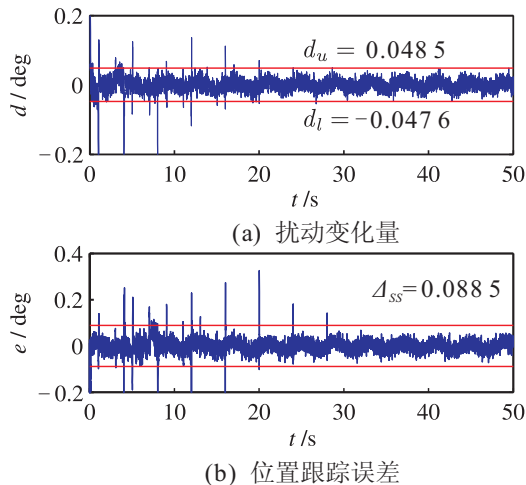 0.2
d_u = 0.048 5
d / deg
0
d_l = -0.047 6
-0.2
0 10 20 30 40 50
t /s
(a) 扰动变化量
0.4
Δ_SS=0.088 5
0.2
e / deg
0
-0.2
0 10 20 30 40 50
t /s
(b) 位置跟踪误差